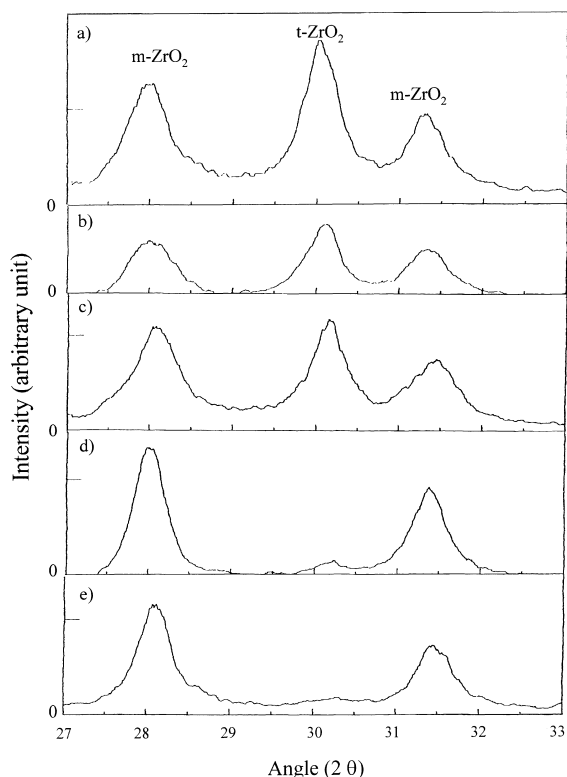 a)
t-ZrO₂
m-ZrO₂
m-ZrO₂
0
b)
0
c)
0
d)
0
e)
0
27 28 29 30 31 32 33
Angle (2 θ)
Intensity (arbitrary unit)